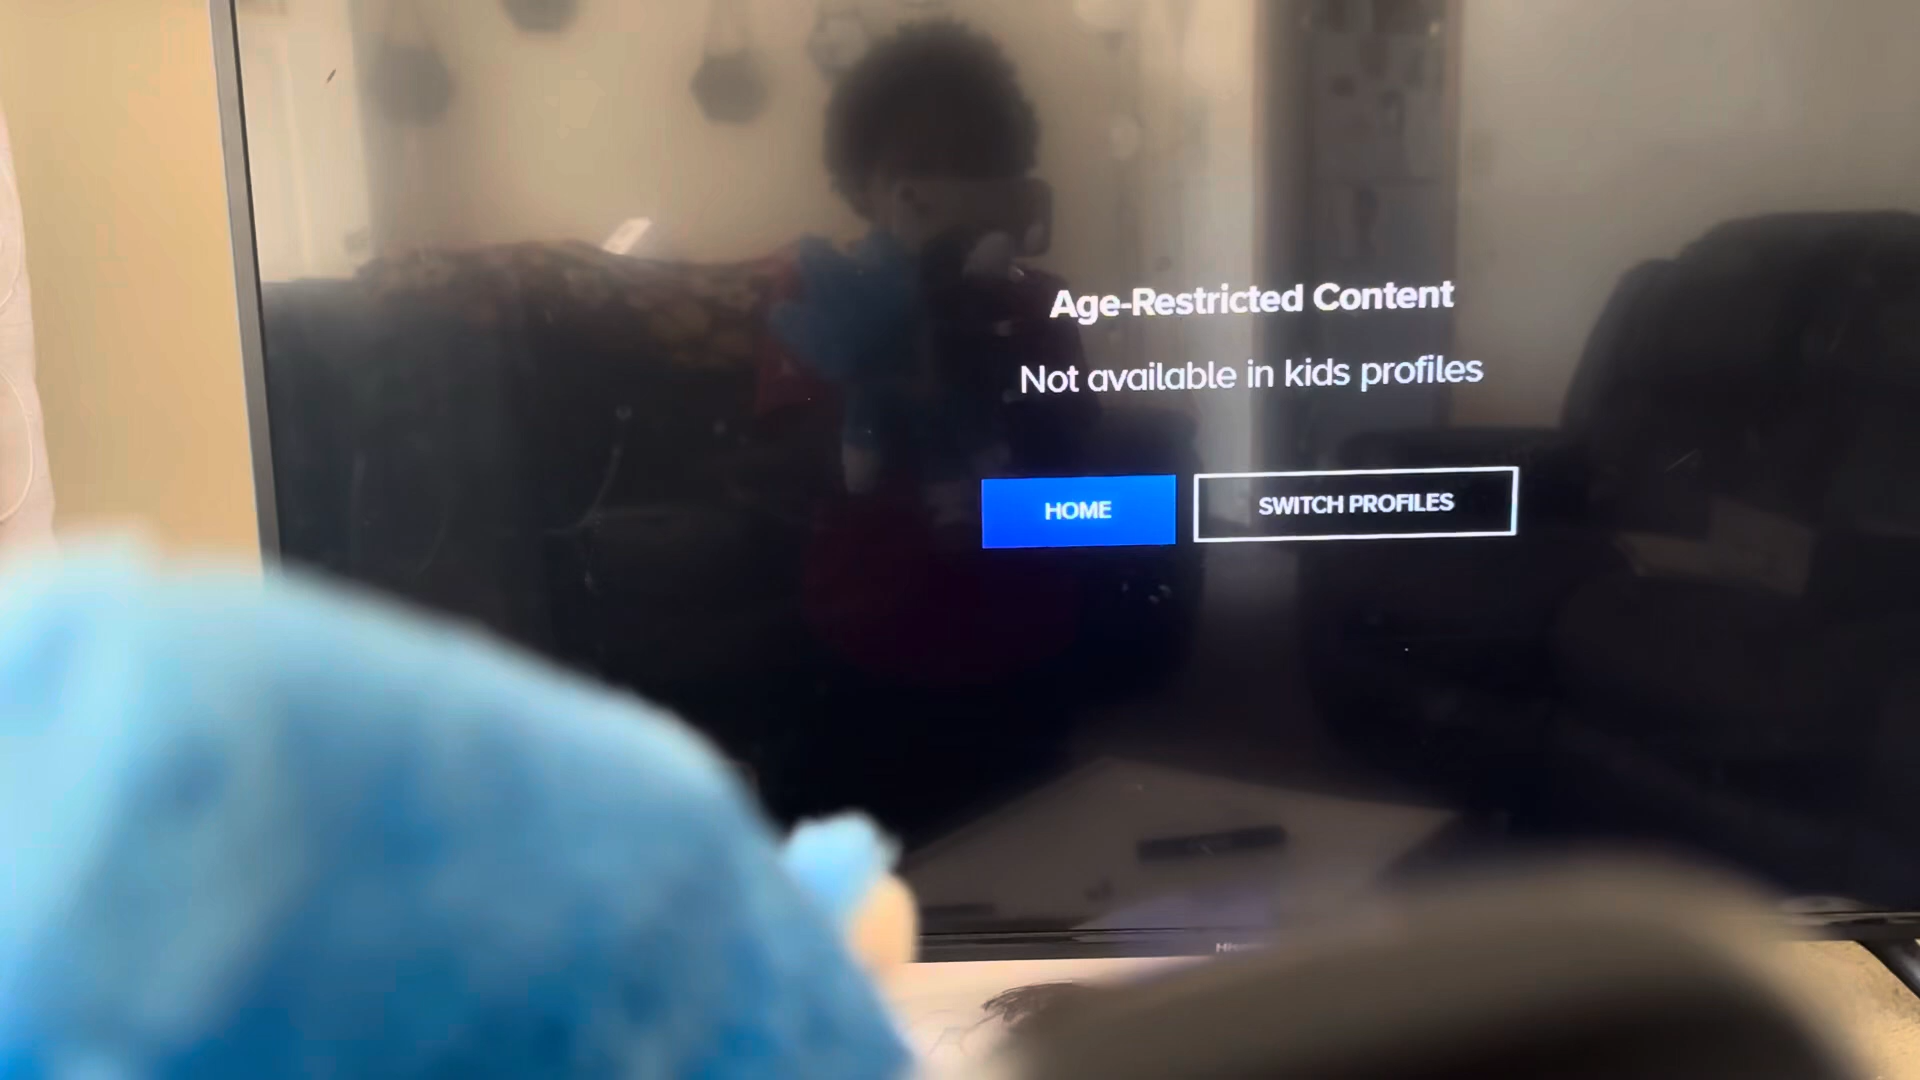 Age-Restricted Content
Not available in kids profiles
HOME
SWITCH PROFILES